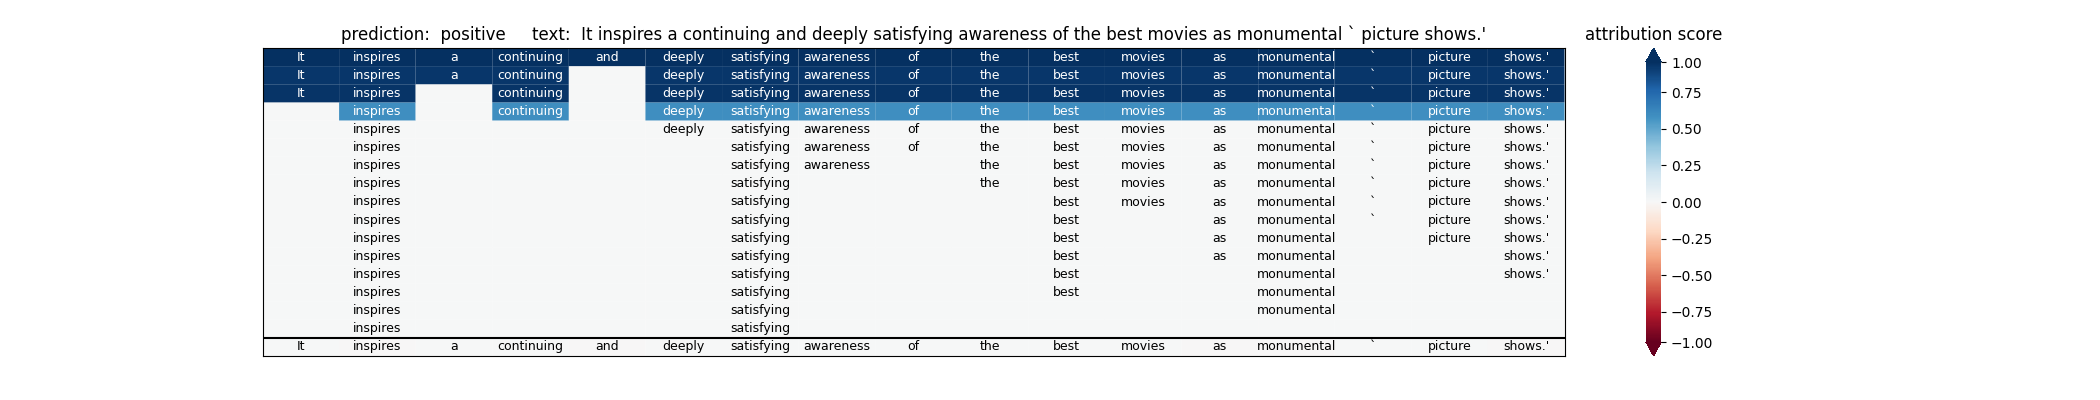 prediction: positive text: It inspires a continuing and deeply satisfying awareness of the best movies as monumental ` picture shows.' attribution score
It inspires a continuing and deeply satisfying awareness of the best movies as monumental ` picture shows.' 1.00
It inspires a continuing deeply satisfying awareness of the best movies as monumental ` picture shows.' 0.75
It inspires continuing deeply satisfying awareness of the best movies as monumental ` picture shows.'
inspires continuing deeply satisfying awareness of the best movies as monumental ` picture shows.' 0.50
inspires deeply satisfying awareness of the best movies as monumental ` picture shows.'
inspires satisfying awareness of the best movies as monumental ` picture shows.'
inspires satisfying awareness the best movies as monumental ` picture shows.' 0.25
inspires satisfying the best movies as monumental ` picture shows.'
inspires satisfying best movies as monumental ` picture shows.' 0.00
inspires satisfying best as monumental ` picture shows.'
inspires satisfying best as monumental picture shows.' −0.25
inspires satisfying best as monumental shows.'
inspires satisfying best monumental shows.' −0.50
inspires satisfying best monumental
inspires satisfying monumental −0.75
inspires satisfying
It inspires a continuing and deeply satisfying awareness of the best movies as monumental ` picture shows.' −1.00